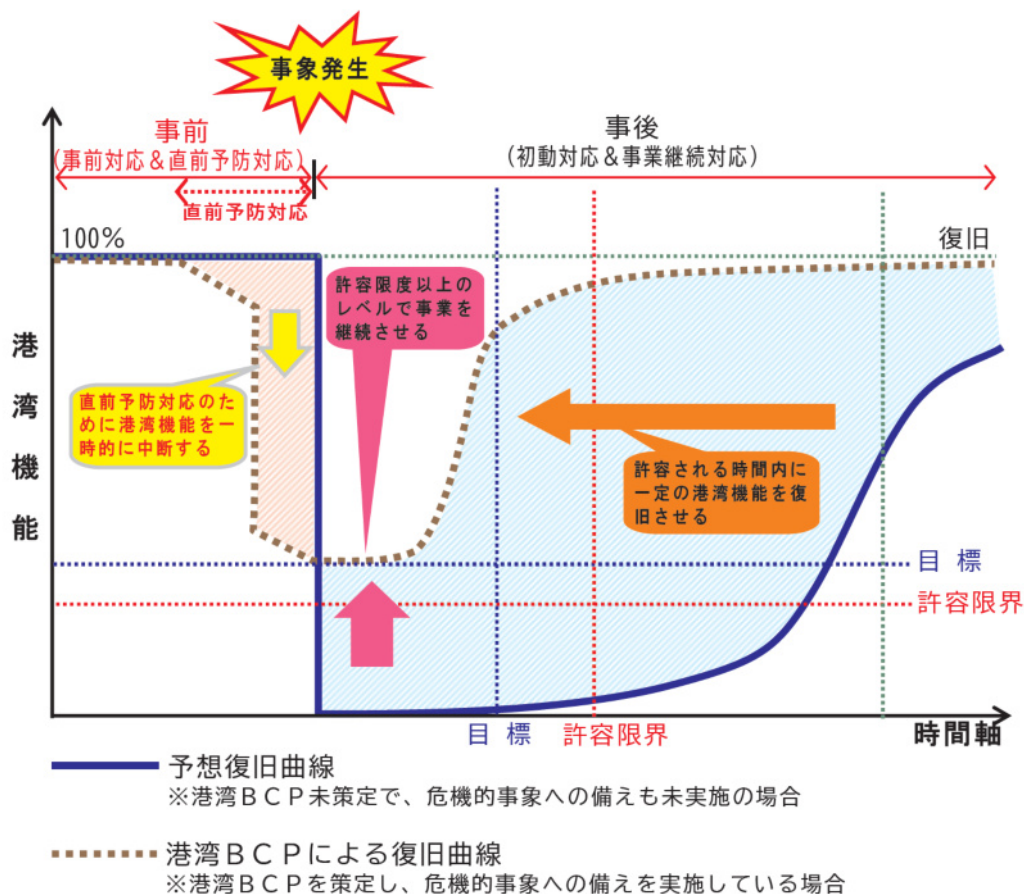 事象発生
事前
(事前対応&直前予防対応)
直前予防対応
事後
(初動対応&事業継続対応)
100%
復旧
許容限度以上の
レベルで事業を
継続させる
直前予防対応のた
めに港湾機能を一
時的に中断する
許容される時間内に
一定の港湾機能を復
旧させる
港湾機能
目 標
許容限界
目 標
許容限界
時間軸
予想復旧曲線
※港湾BCP未策定で、危機的事象への備えも未実施の場合
港湾BCPによる復旧曲線
※港湾BCPを策定し、危機的事象への備えを実施している場合